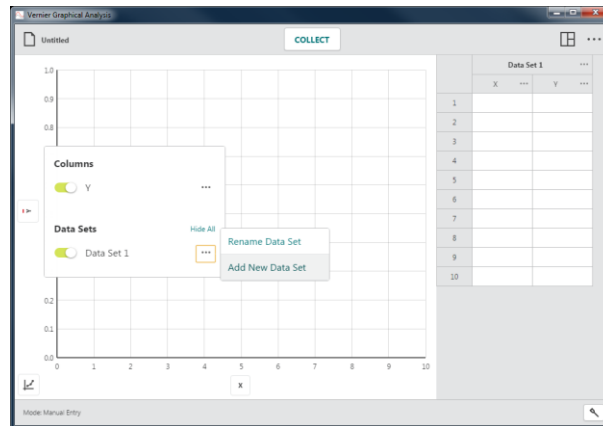 Vernier Graphical Analysis
Untitled
COLLECT
Data Set 1
X Y
1
2
3
4
5
6
7
8
9
10
1.0
0.9
0.8
Columns
Y
Data Sets Hide All
Data Set 1
Rename Data Set
Add New Data Set
0.2
0.1
0.0
0 1 2 3 4 5 6 7 8 9 10
X
Mode: Manual Entry